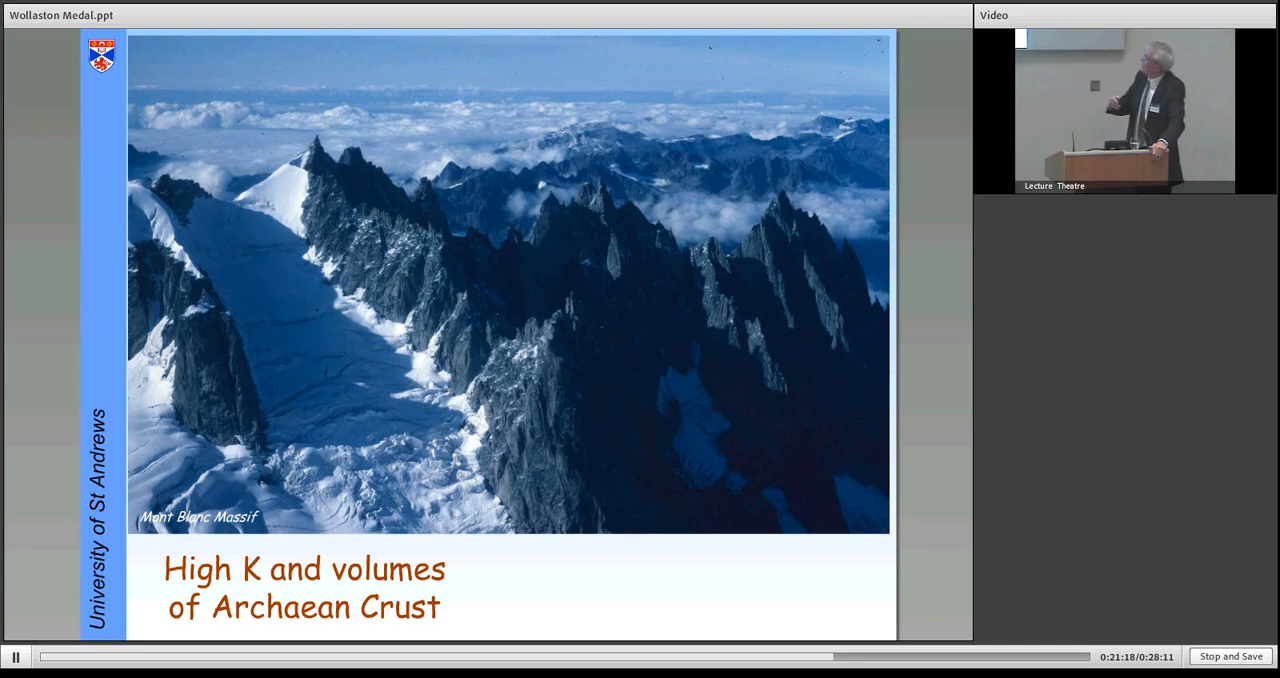 Wollaston Medal.ppt
Video
Lecture Theatre
University of St Andrews
Mont Blanc Massif
High K and volumes
of Archaean Crust
0:21:18/0:28:11
Stop and Save